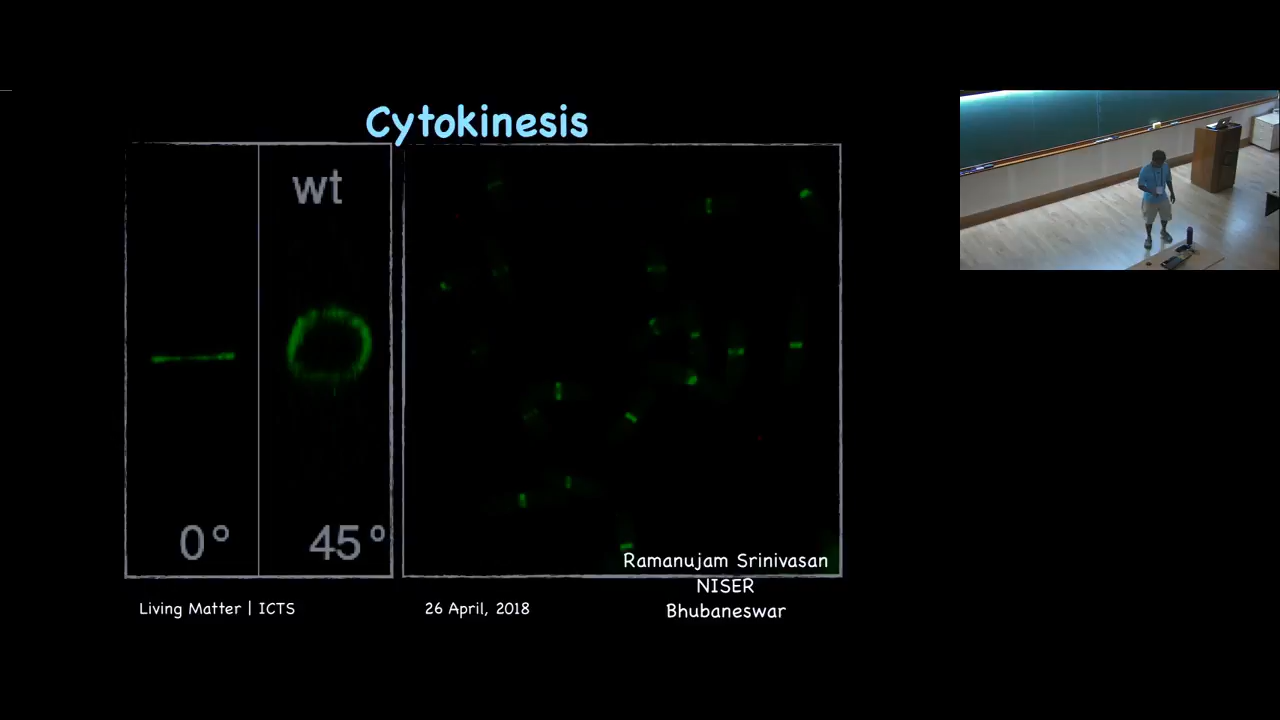 Cytokinesis
wt
0°
45°
Ramanujam Srinivasan
NISER
Bhubaneswar
Living Matter | ICTS
26 April, 2018